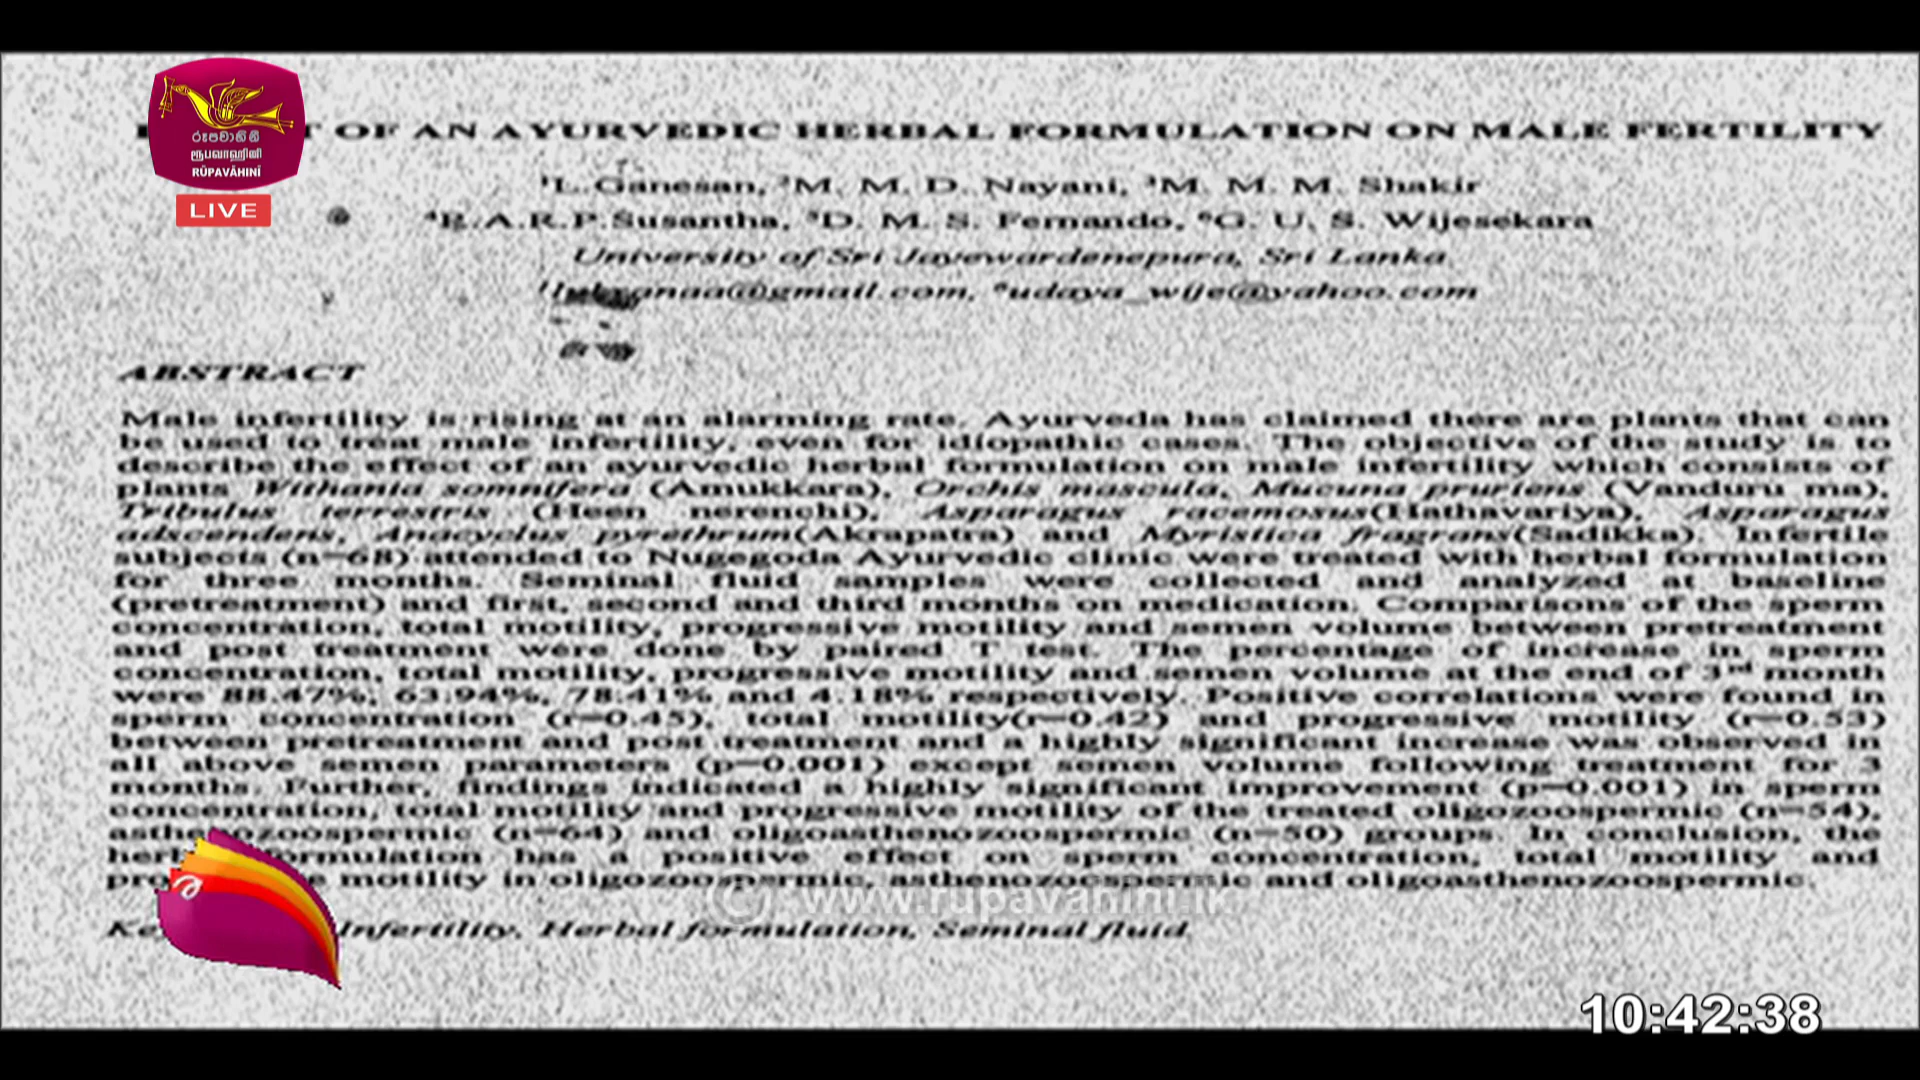 රූපවාහිනී
ரூபவாஹினி
RŪPAVĀHINĪ
LIVE
OF AN AYURVEDIC HERBAL FORMULATION ON MALE FERTILITY
¹L.Ganesan, ²M. M. D. Nayani, ³M. M. M. Shakir
⁴R.A.R.P.Susantha, ⁵D. M. S. Fernando, ⁶G. U. S. Wijesekara
University of Sri Jayewardenepura, Sri Lanka
⁶udaya_wije@yahoo.com
ABSTRACT
Male infertility is rising at an alarming rate. Ayurveda has claimed there are plants that can
be used to treat male infertility, even for idiopathic cases. The objective of the study is to
describe the effect of an ayurvedic herbal formulation on male infertility which consists of
plants Withania somnifera (Amukkara), Orchis mascula, Mucuna pruriens (Vanduru ma),
Tribulus terrestris (Heen nerenchi), Asparagus racemosus(Hathavariya), Asparagus
adscendens, Anacyclus pyrethrum(Akrapatra) and Myristica fragrans(Sadikka). Infertile
subjects (n=68) attended to Nugegoda Ayurvedic clinic were treated with herbal formulation
for three months. Seminal fluid samples were collected and analyzed at baseline
(pretreatment) and first, second and third months on medication. Comparisons of the sperm
concentration, total motility, progressive motility and semen volume between pretreatment
and post treatment were done by paired T test. The percentage of increase in sperm
concentration, total motility, progressive motility and semen volume at the end of 3rd month
were 88.47%, 63.94%, 78.41% and 4.18% respectively. Positive correlations were found in
sperm concentration (r=0.45), total motility(r=0.42) and progressive motility (r=0.53)
between pretreatment and post treatment and a highly significant increase was observed in
all above semen parameters (p=0.001) except semen volume following treatment for 3
months. Further, findings indicated a highly significant improvement (p=0.001) in sperm
concentration, total motility and progressive motility of the treated oligozoospermic (n=54),
asthenozoospermic (n=64) and oligoasthenozoospermic (n=50) groups. In conclusion, the
formulation has a positive effect on sperm concentration, total motility and
motility in oligozoospermic, asthenozoospermic and oligoasthenozoospermic.
© www.rupavahini.lk
Infertility, Herbal formulation, Seminal fluid
10:42:38